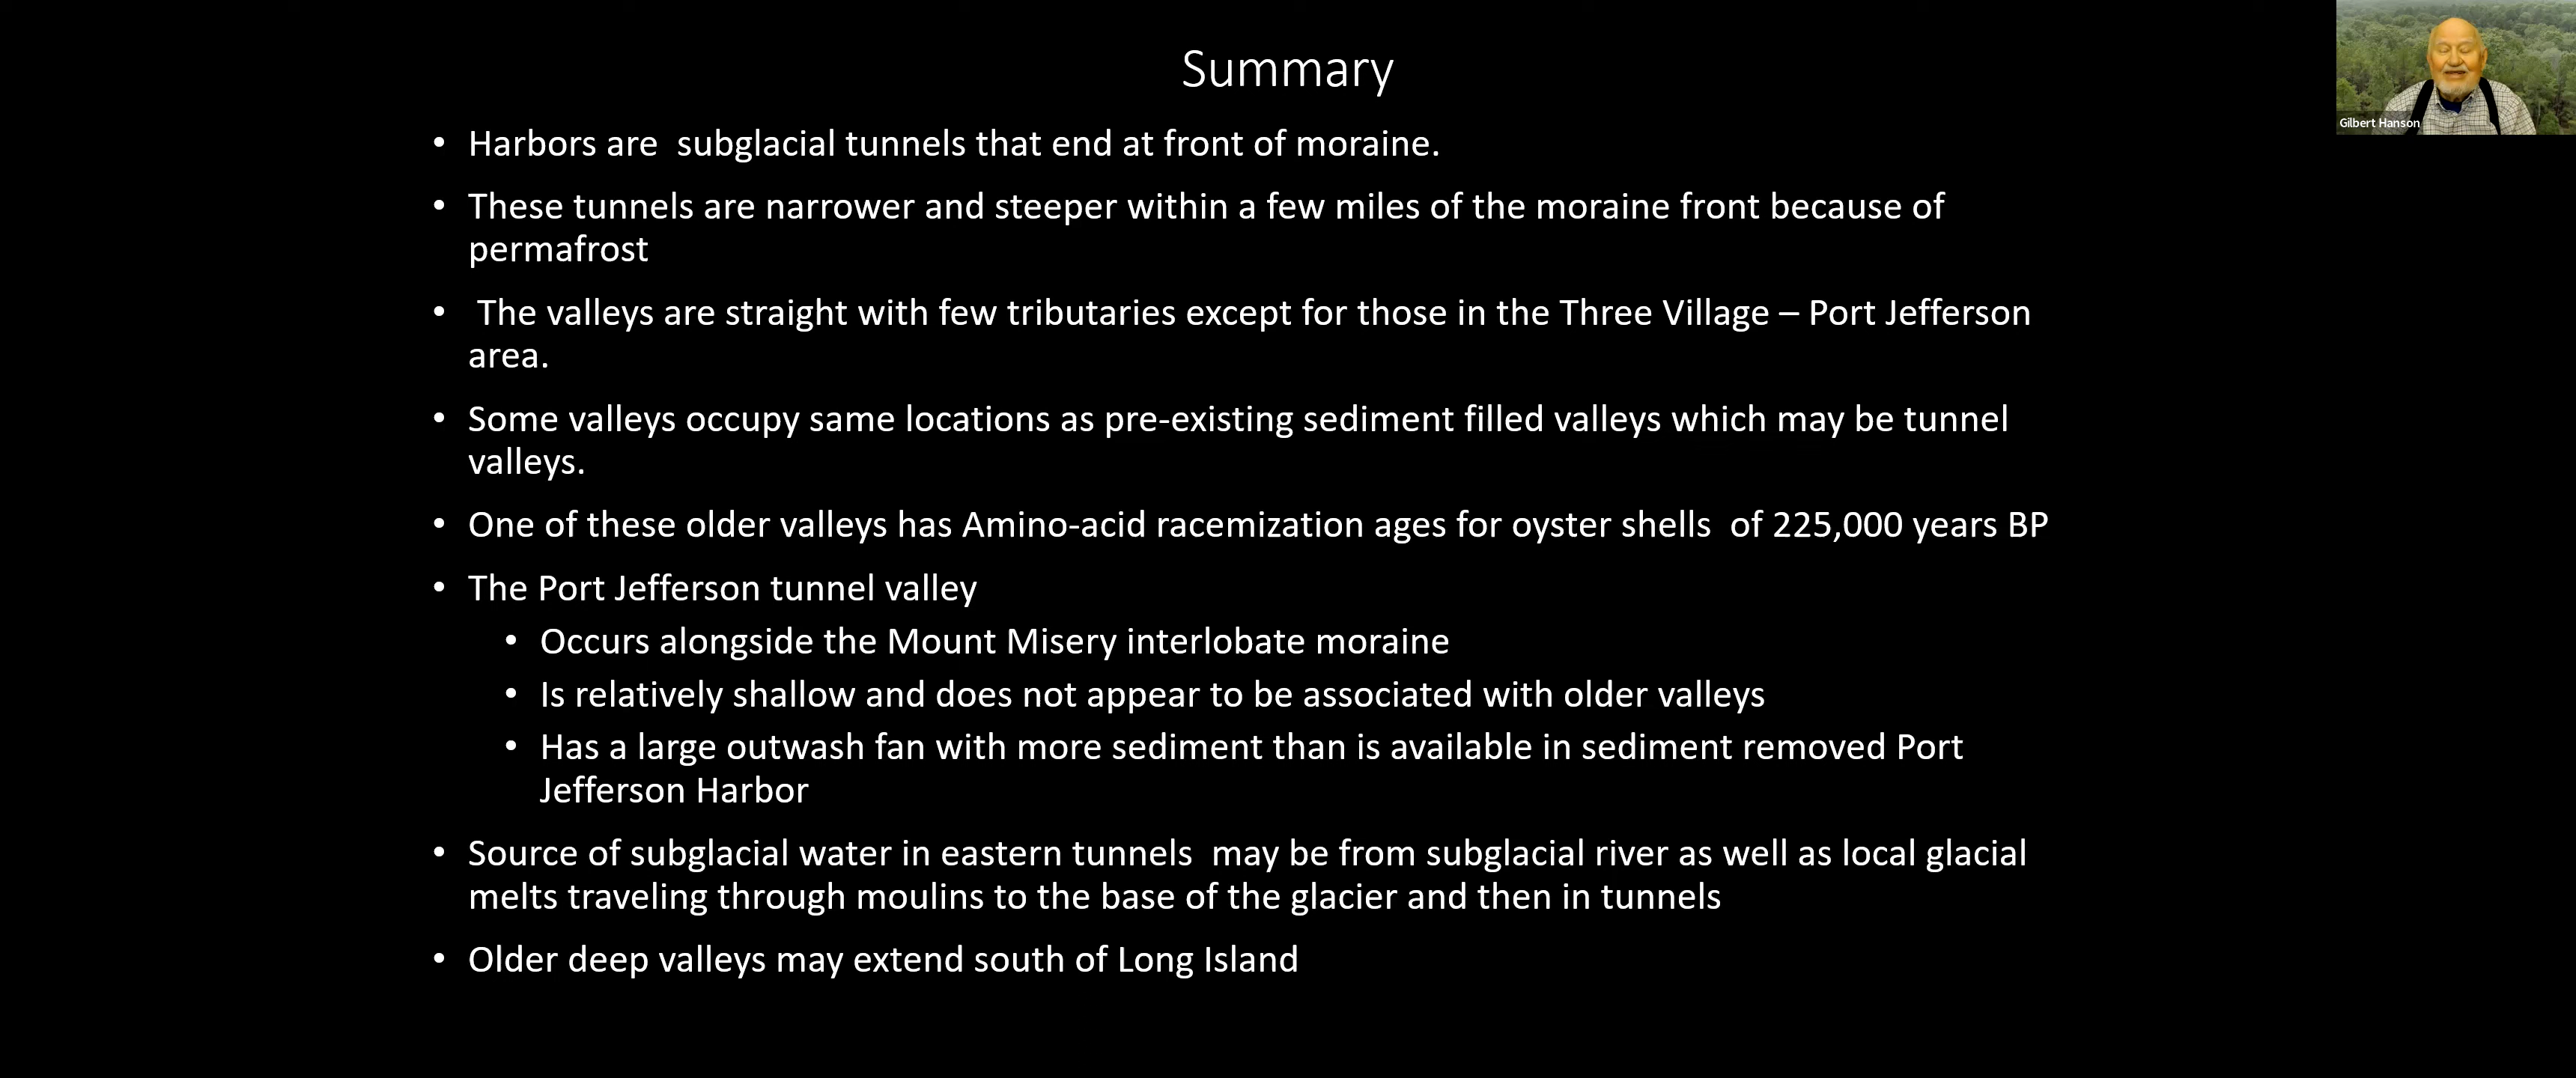 Summary
Gilbert Hanson
• Harbors are  subglacial tunnels that end at front of moraine.
• These tunnels are narrower and steeper within a few miles of the moraine front because of
permafrost
•  The valleys are straight with few tributaries except for those in the Three Village – Port Jefferson
area.
• Some valleys occupy same locations as pre-existing sediment filled valleys which may be tunnel
valleys.
• One of these older valleys has Amino-acid racemization ages for oyster shells  of 225,000 years BP
• The Port Jefferson tunnel valley
• Occurs alongside the Mount Misery interlobate moraine
• Is relatively shallow and does not appear to be associated with older valleys
• Has a large outwash fan with more sediment than is available in sediment removed Port
Jefferson Harbor
• Source of subglacial water in eastern tunnels  may be from subglacial river as well as local glacial
melts traveling through moulins to the base of the glacier and then in tunnels
• Older deep valleys may extend south of Long Island